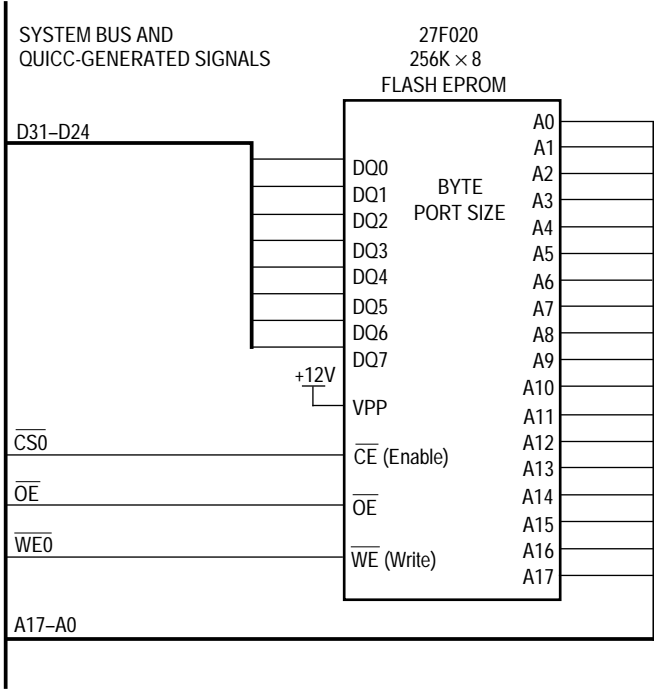 SYSTEM BUS AND
QUICC-GENERATED SIGNALS
27F020
256K × 8
FLASH EPROM
D31–D24
DQ0
DQ1
DQ2
DQ3
DQ4
DQ5
DQ6
DQ7
BYTE
PORT SIZE
+12V
VPP
CS0
CE (Enable)
OE
OE
WE0
WE (Write)
A0
A1
A2
A3
A4
A5
A6
A7
A8
A9
A10
A11
A12
A13
A14
A15
A16
A17
A17–A0